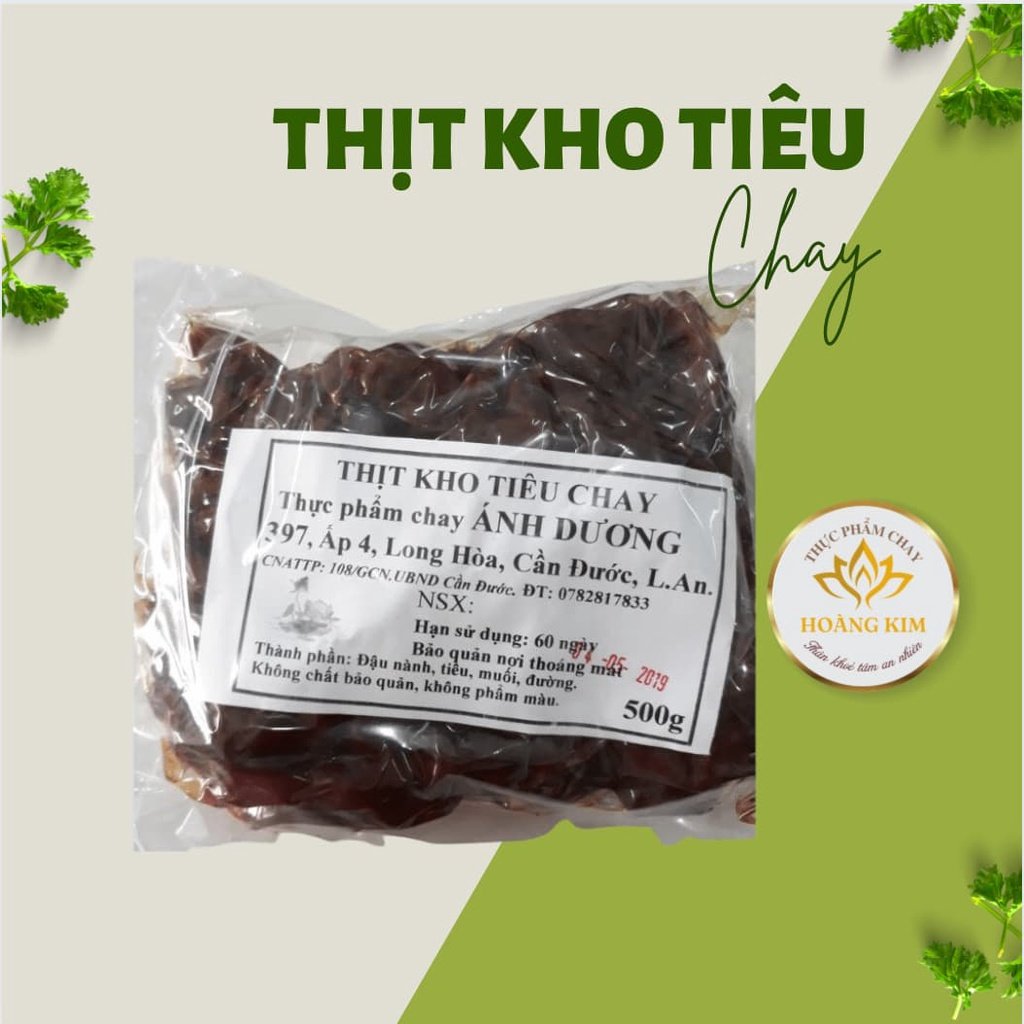 THỊT KHO TIÊU
Chay
THỊT KHO TIÊU CHAY
Thực phẩm chay ÁNH DƯƠNG
397, Ấp 4, Long Hòa, Cần Đước, L.An.
CNATTP: 108/GCN.UBND Cần Đước. ĐT: 0782817833
NSX:
Hạn sử dụng: 60 ngày
Bảo quản nơi thoáng mát
04 -05 2019
Thành phần: Đậu nành, tiêu, muối, đường.
Không chất bảo quản, không phẩm màu.
500g
THỰC PHẨM CHAY
HOÀNG KIM
Thân khoẻ tâm an nhiên